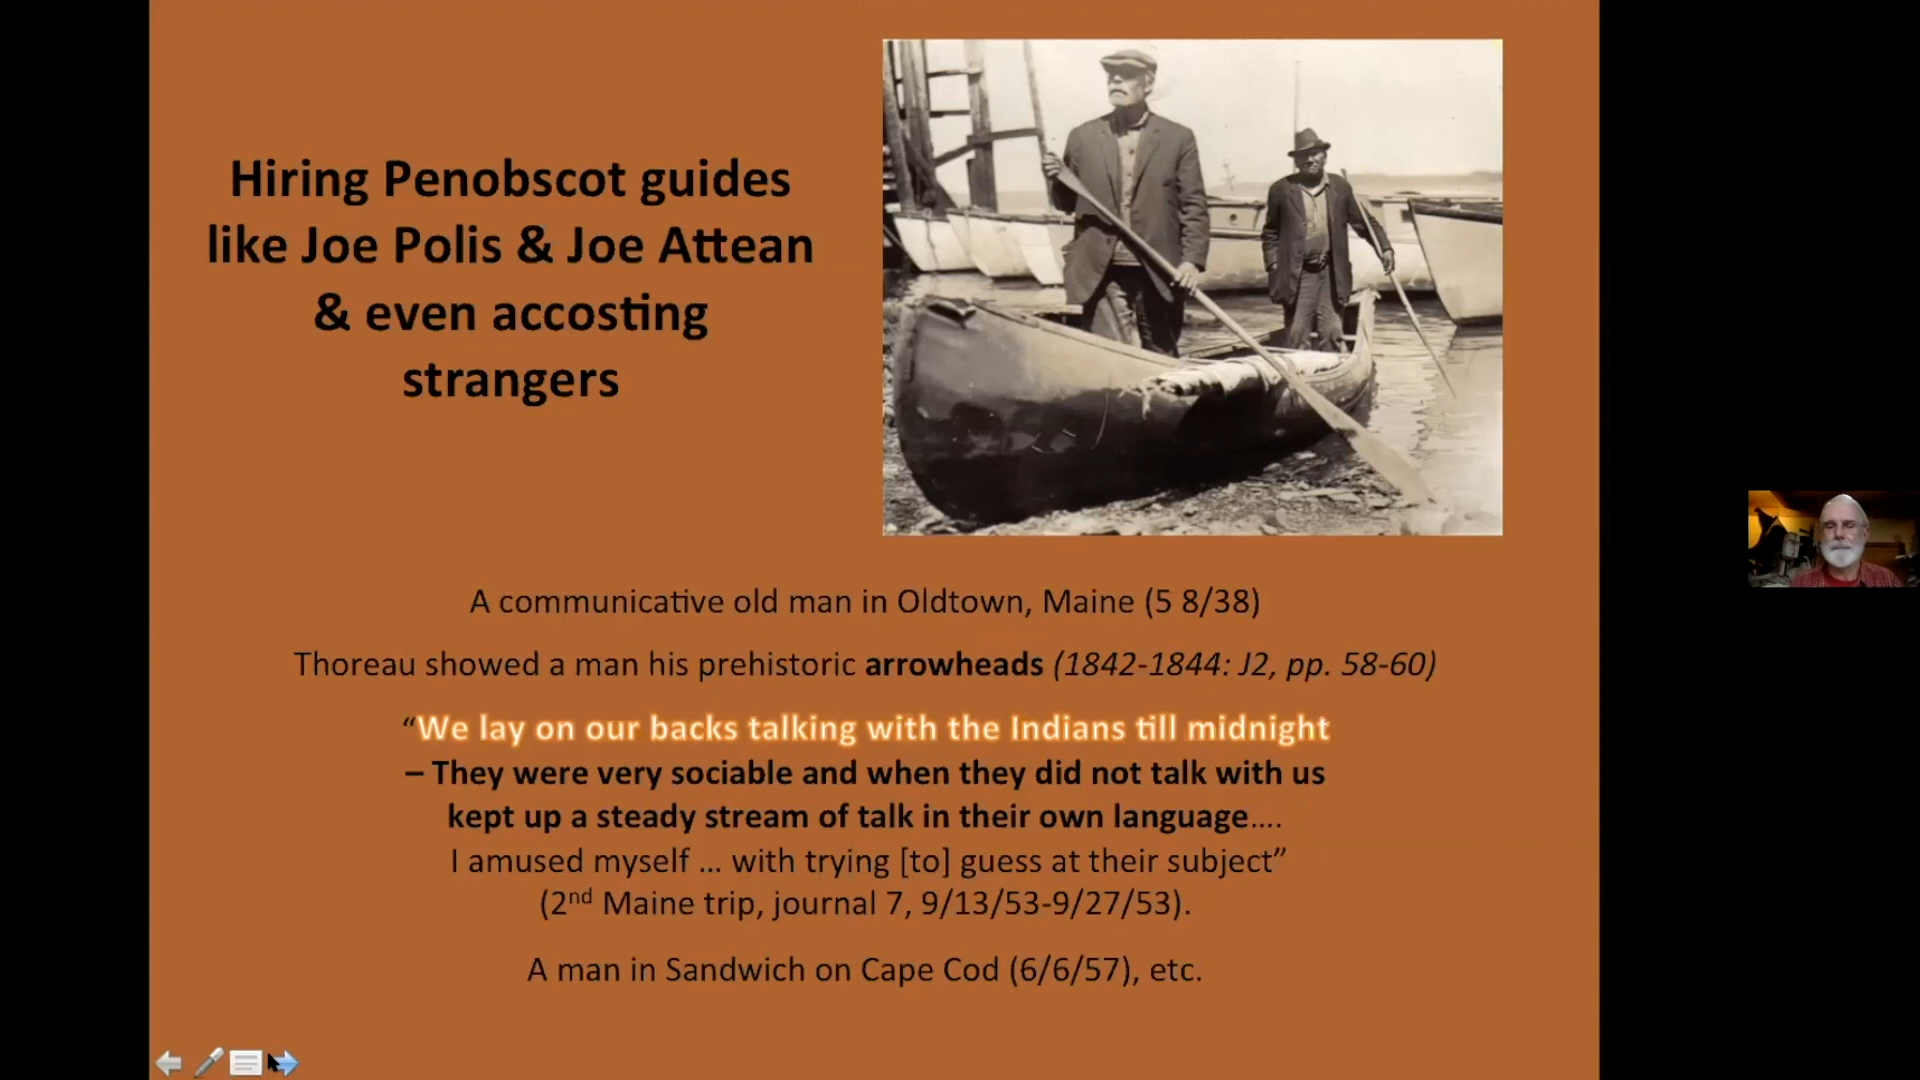 Hiring Penobscot guides
like Joe Polis & Joe Attean
& even accosting
strangers
A communicative old man in Oldtown, Maine (5 8/38)
Thoreau showed a man his prehistoric arrowheads (1842-1844: J2, pp. 58-60)
“We lay on our backs talking with the Indians till midnight
– They were very sociable and when they did not talk with us
kept up a steady stream of talk in their own language….
I amused myself … with trying [to] guess at their subject”
(2nd Maine trip, journal 7, 9/13/53-9/27/53).
A man in Sandwich on Cape Cod (6/6/57), etc.